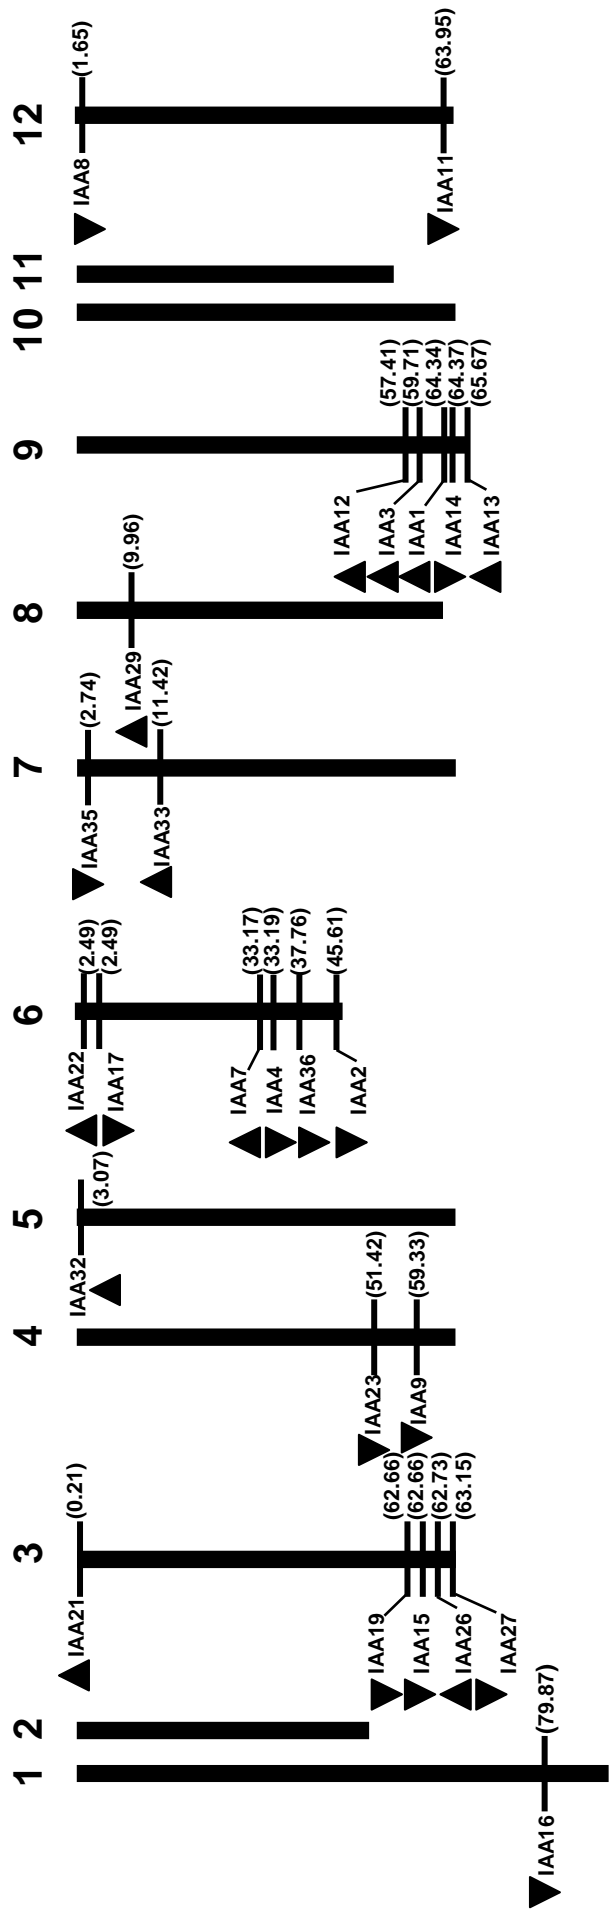 1
IAA16
(79.87)
2
3
IAA21
(0.21)
IAA19
(62.66)
IAA15
(62.66)
IAA26
(62.73)
IAA27
(63.15)
4
IAA23
(51.42)
IAA9
(59.33)
5
IAA32
(3.07)
6
IAA22
(2.49)
IAA17
(2.49)
IAA7
(33.17)
IAA4
(33.19)
IAA36
(37.76)
IAA2
(45.61)
7
IAA35
(2.74)
IAA33
(11.42)
8
IAA29
(9.96)
9
IAA12
(57.41)
IAA3
(59.71)
IAA1
(64.34)
IAA14
(64.37)
IAA13
(65.67)
10
11
12
IAA8
(1.65)
IAA11
(63.95)